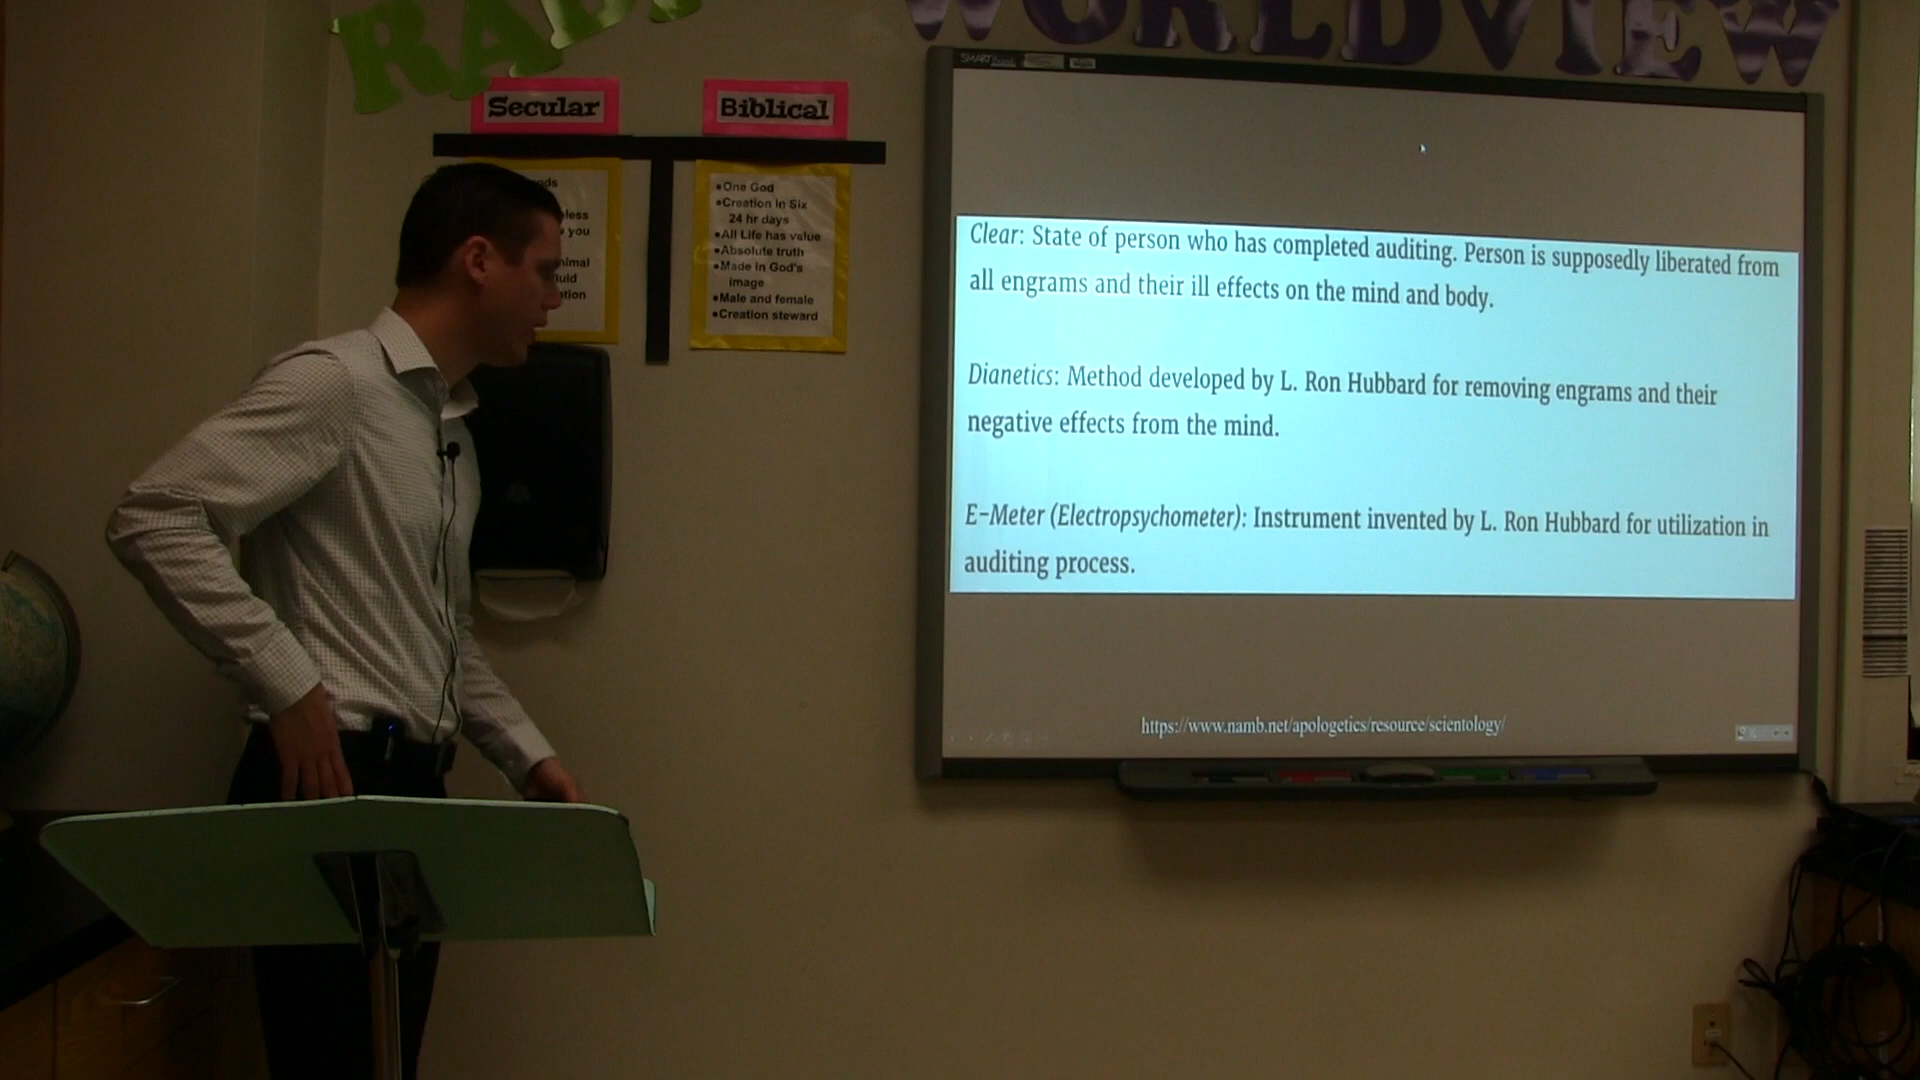 WORLDVIEW
SMART
Secular
Biblical
less
you
nimal
●One God
●Creation in Six
24 hr days
●All Life has value
●Absolute truth
●Made in God's
image
●Male and female
●Creation steward
Clear: State of person who has completed auditing. Person is supposedly liberated from
all engrams and their ill effects on the mind and body.
Dianetics: Method developed by L. Ron Hubbard for removing engrams and their
negative effects from the mind.
E-Meter (Electropsychometer): Instrument invented by L. Ron Hubbard for utilization in
auditing process.
https://www.namb.net/apologetics/resource/scientology/